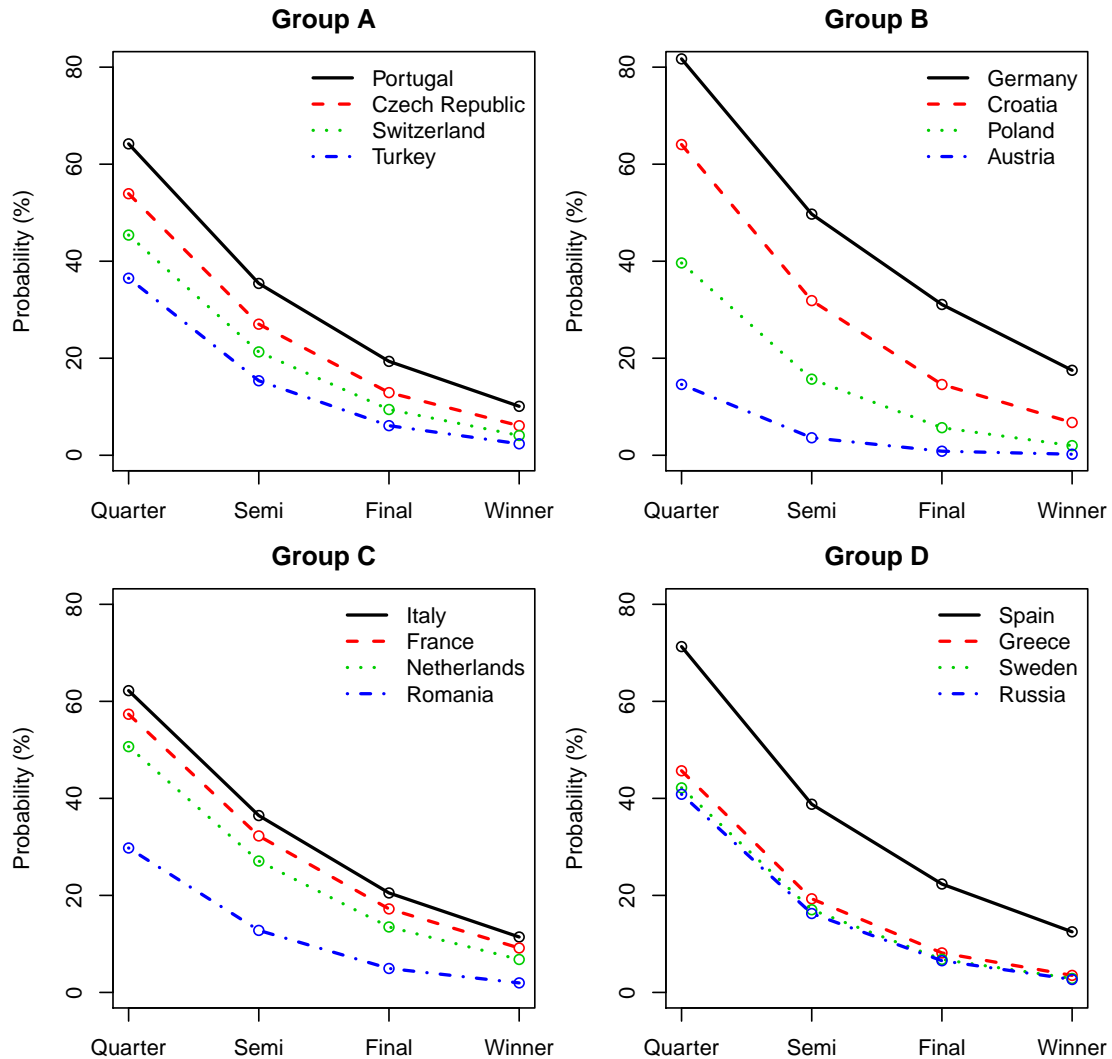 Group A
Probability (%)
80
60
40
20
0
Portugal
Czech Republic
Switzerland
Turkey
Quarter Semi Final Winner
Group B
Probability (%)
80
60
40
20
0
Germany
Croatia
Poland
Austria
Quarter Semi Final Winner
Group C
Probability (%)
80
60
40
20
0
Italy
France
Netherlands
Romania
Quarter Semi Final Winner
Group D
Probability (%)
80
60
40
20
0
Spain
Greece
Sweden
Russia
Quarter Semi Final Winner